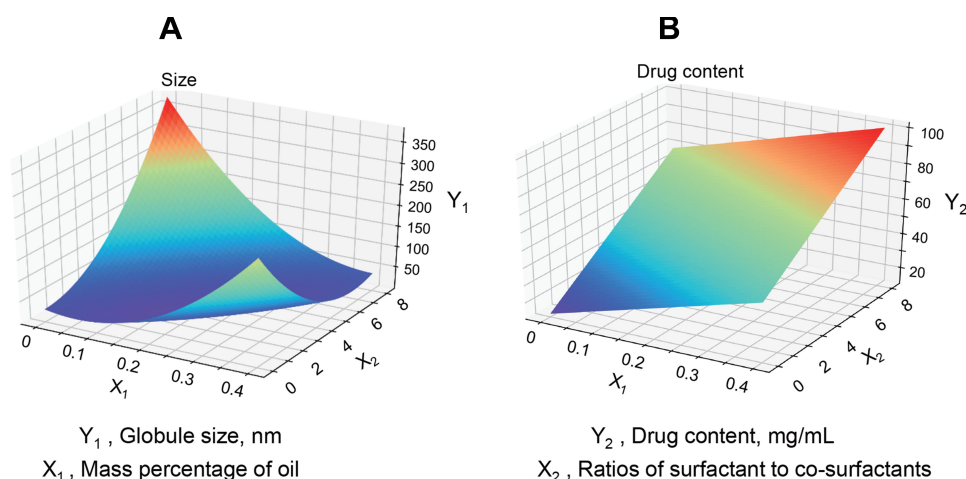 A
B
Size
Drug content
350
300
250
200
150
100
50
Y₁
8
6
4
2
0
X₂
0
0.1
0.2
0.3
0.4
X₁
100
80
60
40
20
Y₂
8
6
4
2
0
X₂
0
0.1
0.2
0.3
0.4
X₁
Y₁ , Globule size, nm
Y₂ , Drug content, mg/mL
X₁ , Mass percentage of oil
X₂ , Ratios of surfactant to co-surfactants